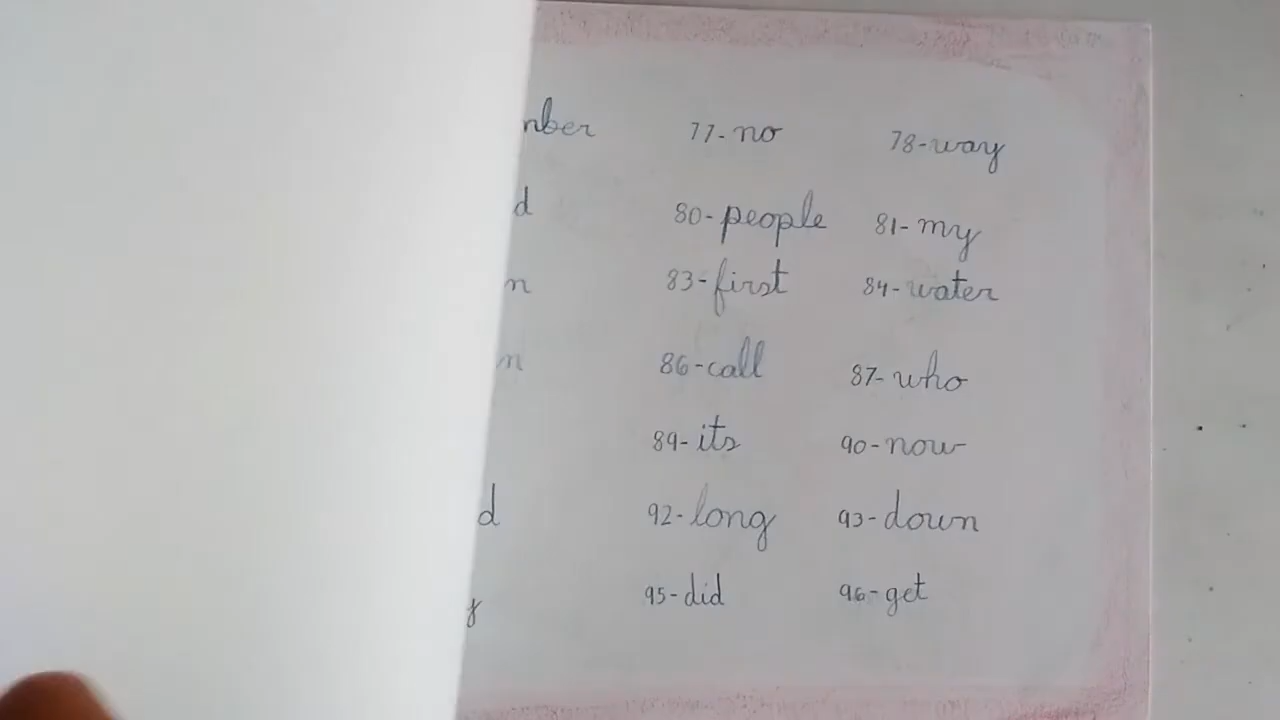 nber 77-no 78-way
d 80-people 81-my
n 83-first 84-water
n 86-call 87-who
89-its 90-now
d 92-long 93-down
95-did 96-get